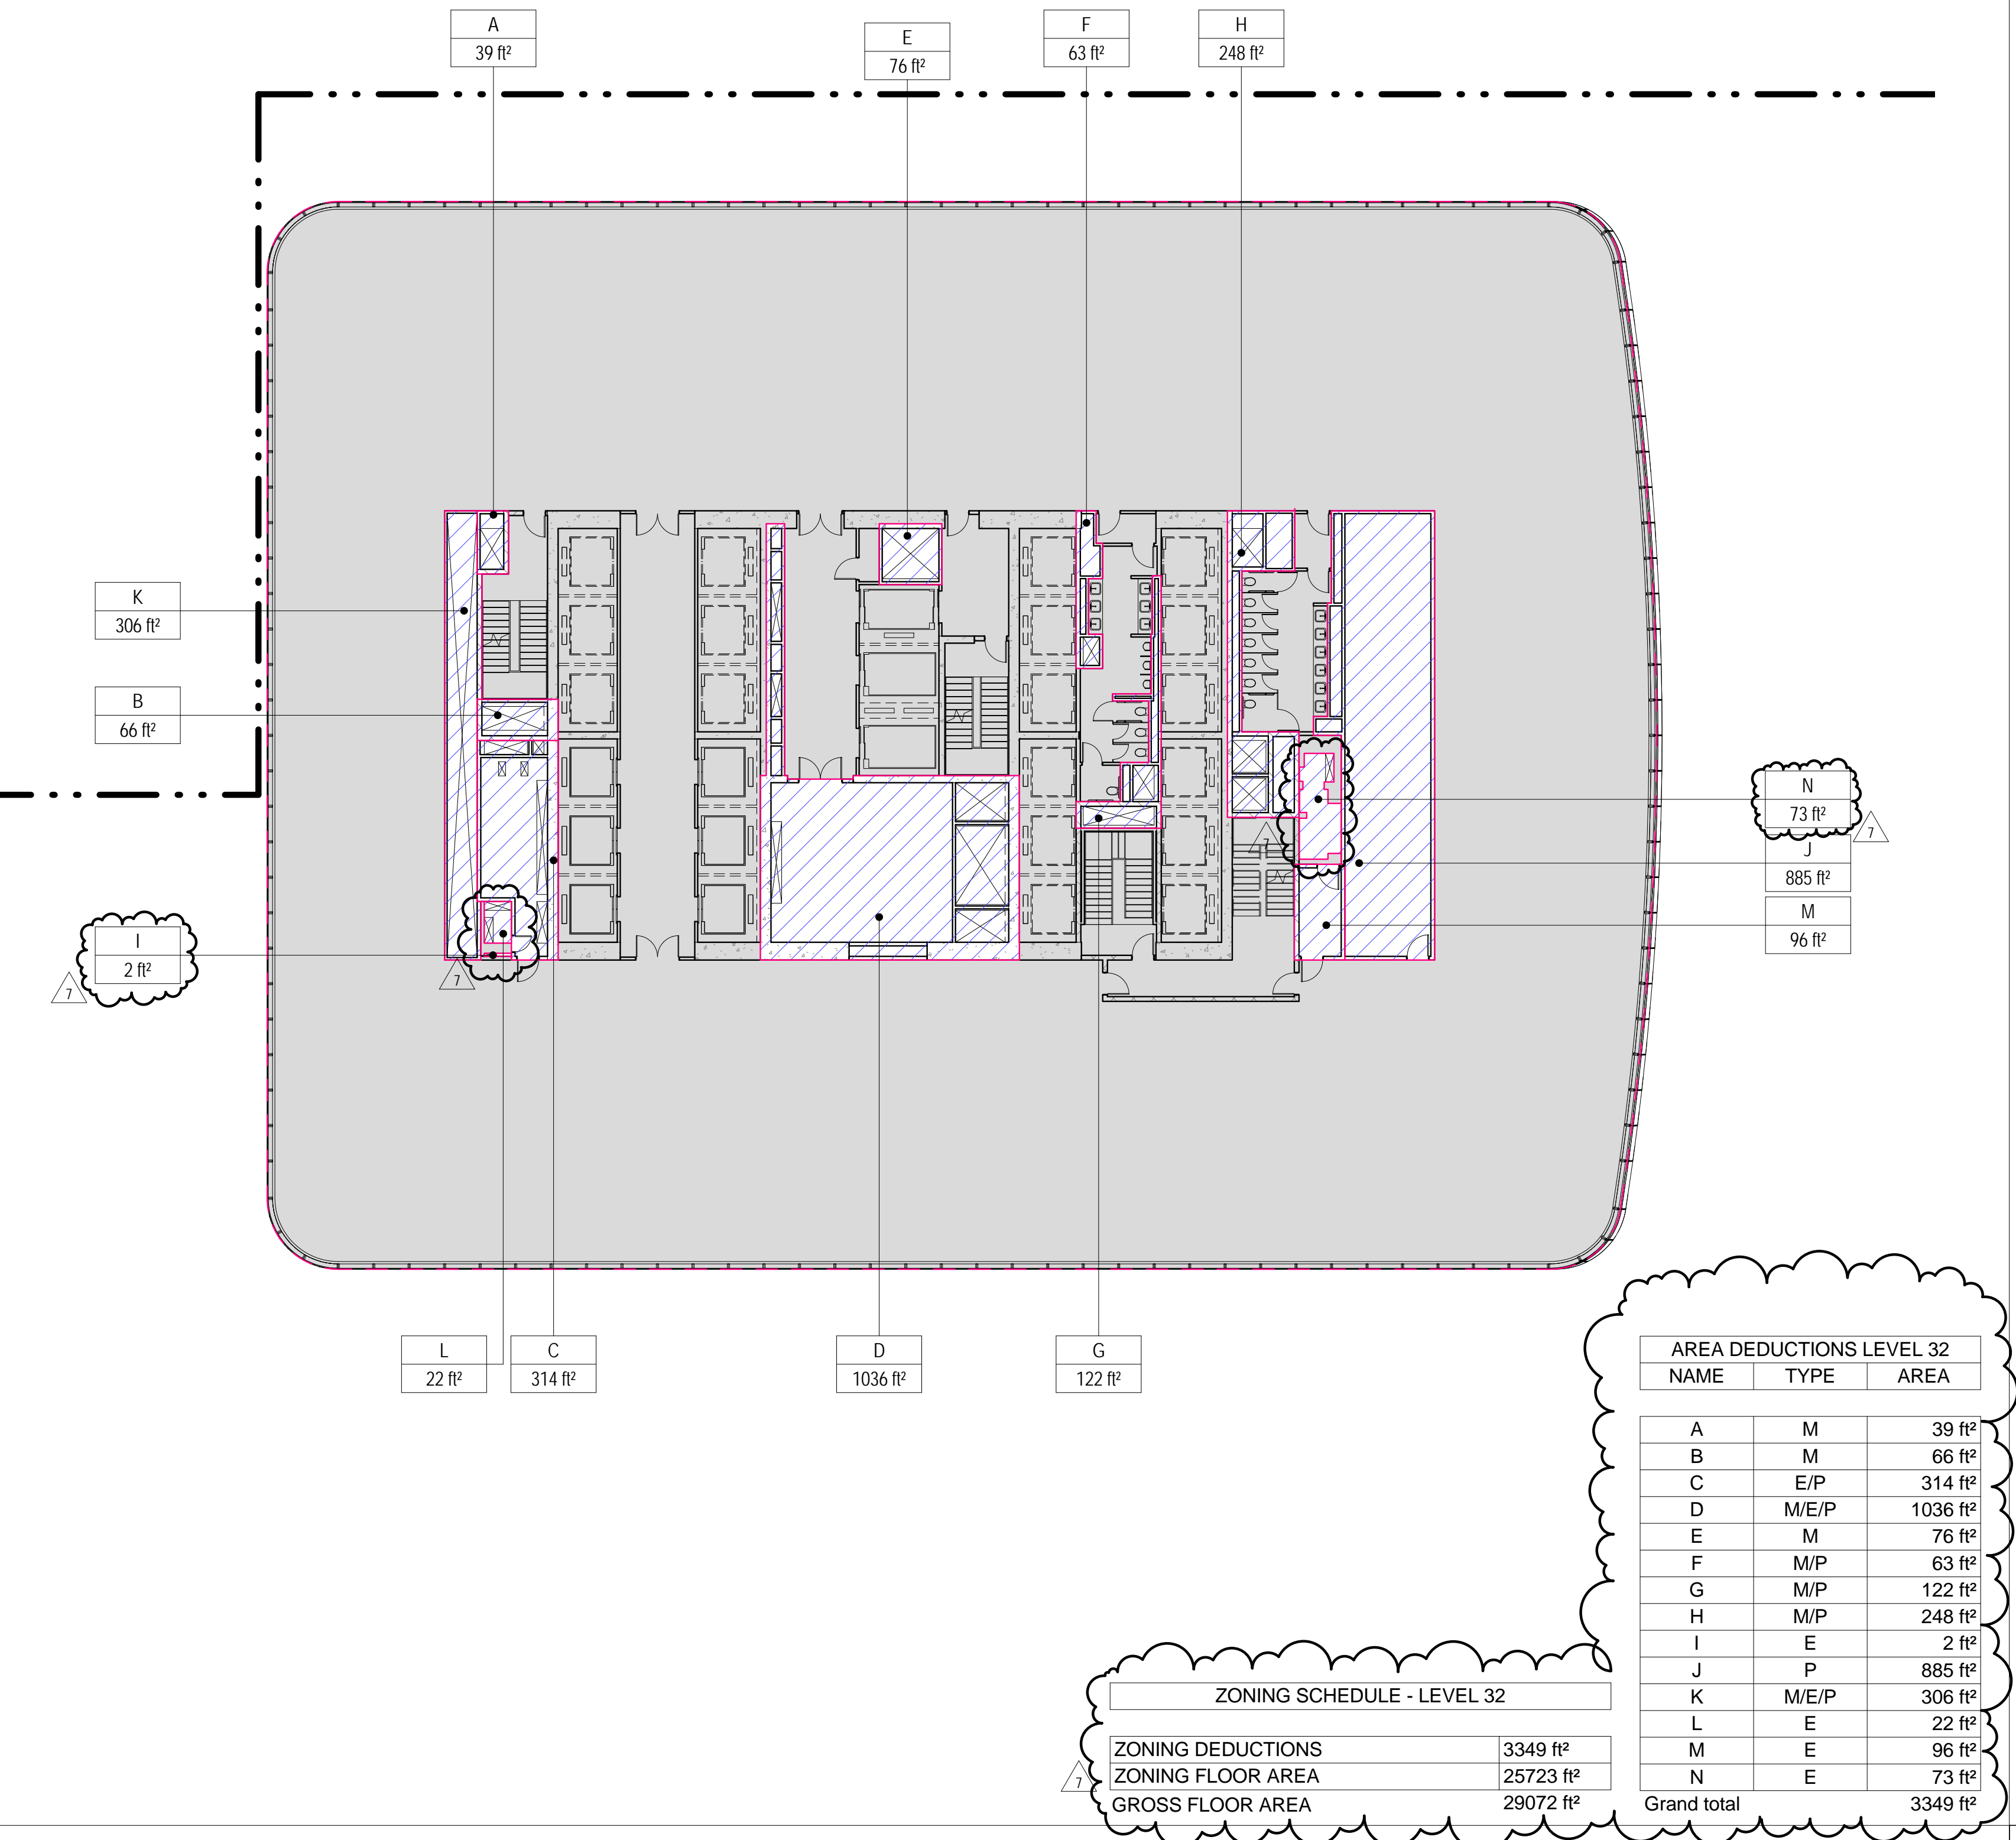 A
39 ft²
E
76 ft²
F
63 ft²
H
248 ft²
K
306 ft²
B
66 ft²
N
73 ft²
7
J
885 ft²
M
96 ft²
7
I
2 ft²
7
7
L
22 ft²
C
314 ft²
D
1036 ft²
G
122 ft²
AREA DEDUCTIONS LEVEL 32
NAME TYPE AREA
A M 39 ft²
B M 66 ft²
C E/P 314 ft²
D M/E/P 1036 ft²
E M 76 ft²
F M/P 63 ft²
G M/P 122 ft²
H M/P 248 ft²
I E 2 ft²
J P 885 ft²
K M/E/P 306 ft²
L E 22 ft²
M E 96 ft²
N E 73 ft²
Grand total 3349 ft²
ZONING SCHEDULE - LEVEL 32
ZONING DEDUCTIONS 3349 ft²
ZONING FLOOR AREA 25723 ft²
GROSS FLOOR AREA 29072 ft²
7